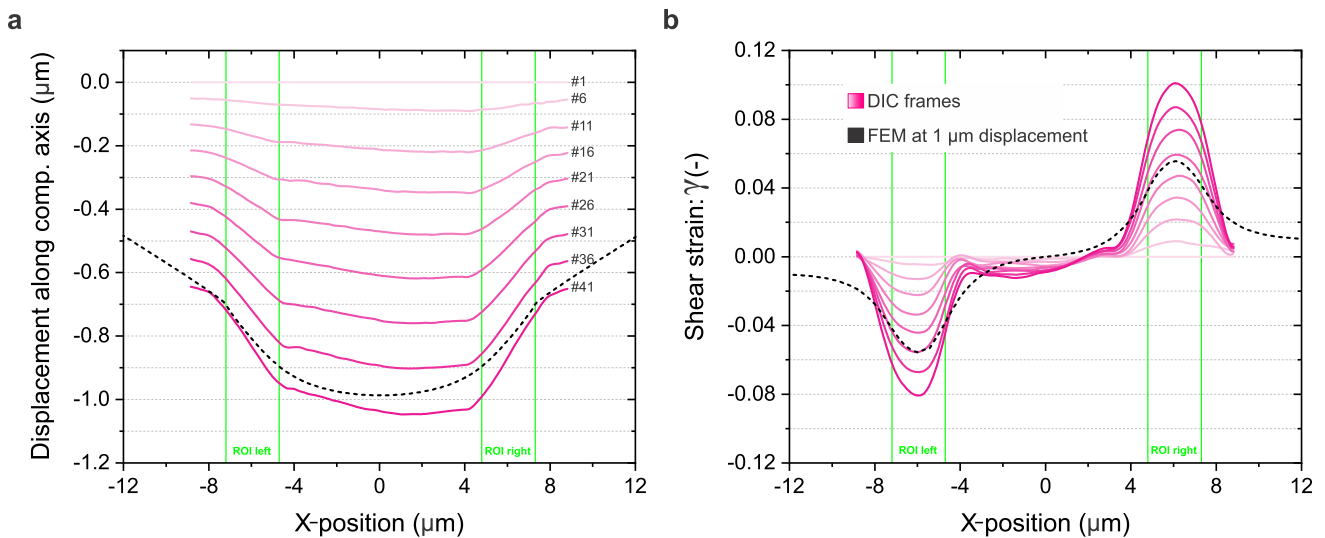 a
Displacement along comp. axis (µm)
0.0
-0.2
-0.4
-0.6
-0.8
-1.0
-1.2
#1
#6
#11
#16
#21
#26
#31
#36
#41
ROI left
ROI right
-12 -8 -4 0 4 8 12
X-position (µm)
b
Shear strain: γ(-)
0.12
0.08
0.04
0.00
-0.04
-0.08
-0.12
DIC frames
FEM at 1 µm displacement
ROI left
ROI right
-12 -8 -4 0 4 8 12
X-position (µm)